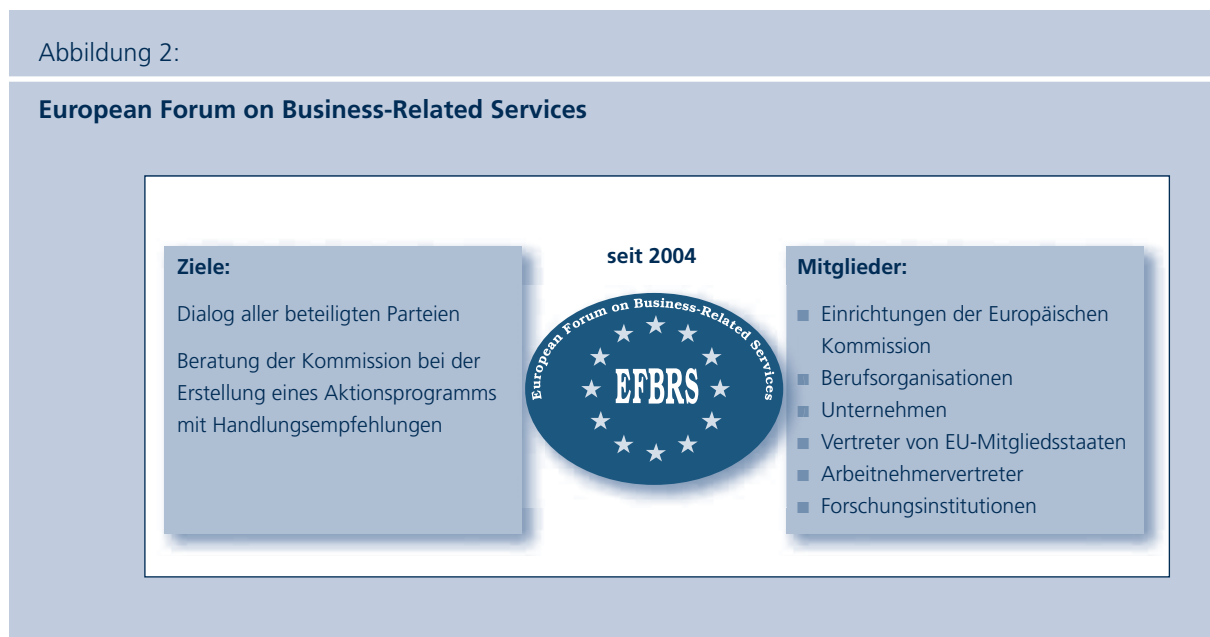 Abbildung 2:
European Forum on Business-Related Services
Ziele:
Dialog aller beteiligten Parteien
Beratung der Kommission bei der
Erstellung eines Aktionsprogramms
mit Handlungsempfehlungen
seit 2004
European Forum on Business-Related Services
EFBRS
Mitglieder:
■ Einrichtungen der Europäischen
Kommission
■ Berufsorganisationen
■ Unternehmen
■ Vertreter von EU-Mitgliedsstaaten
■ Arbeitnehmervertreter
■ Forschungsinstitutionen